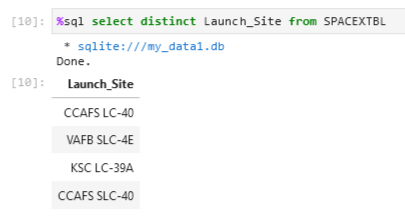 [10]: %sql select distinct Launch_Site from SPACEXTBL
* sqlite:///my_data1.db
Done.
[10]: Launch_Site
CCAFS LC-40
VAFB SLC-4E
KSC LC-39A
CCAFS SLC-40